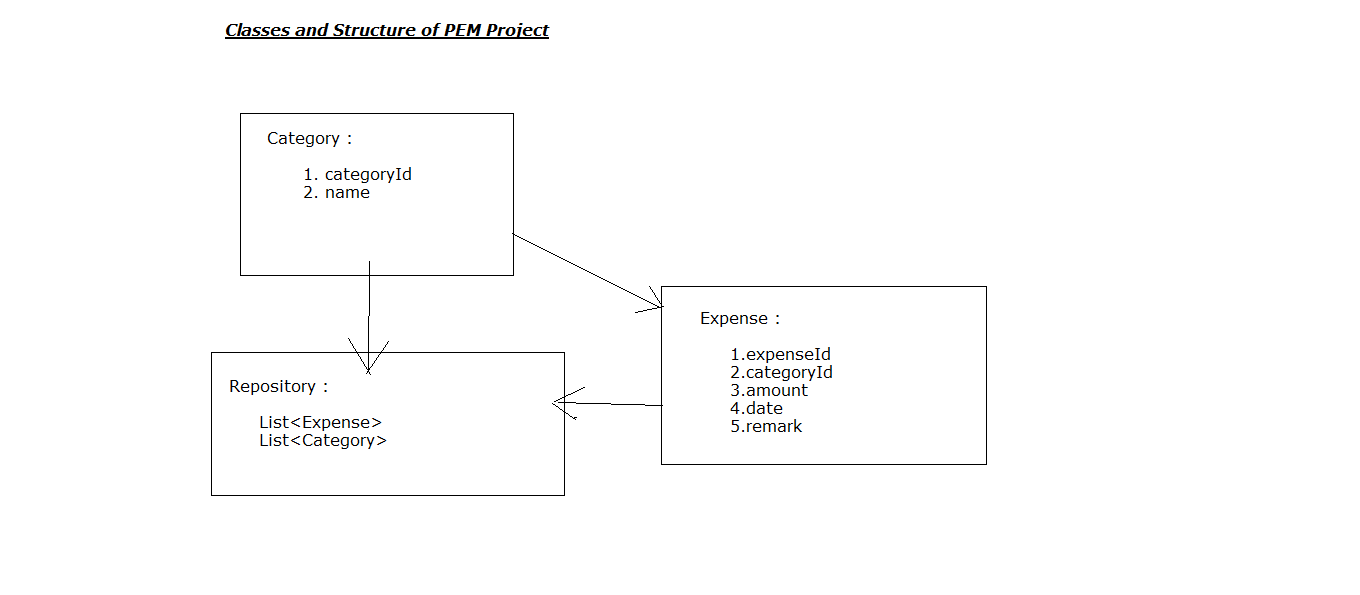 Classes and Structure of PEM Project
Category :
1. categoryId
2. name
Expense :
1.expenseId
2.categoryId
3.amount
4.date
5.remark
Repository :
List<Expense>
List<Category>